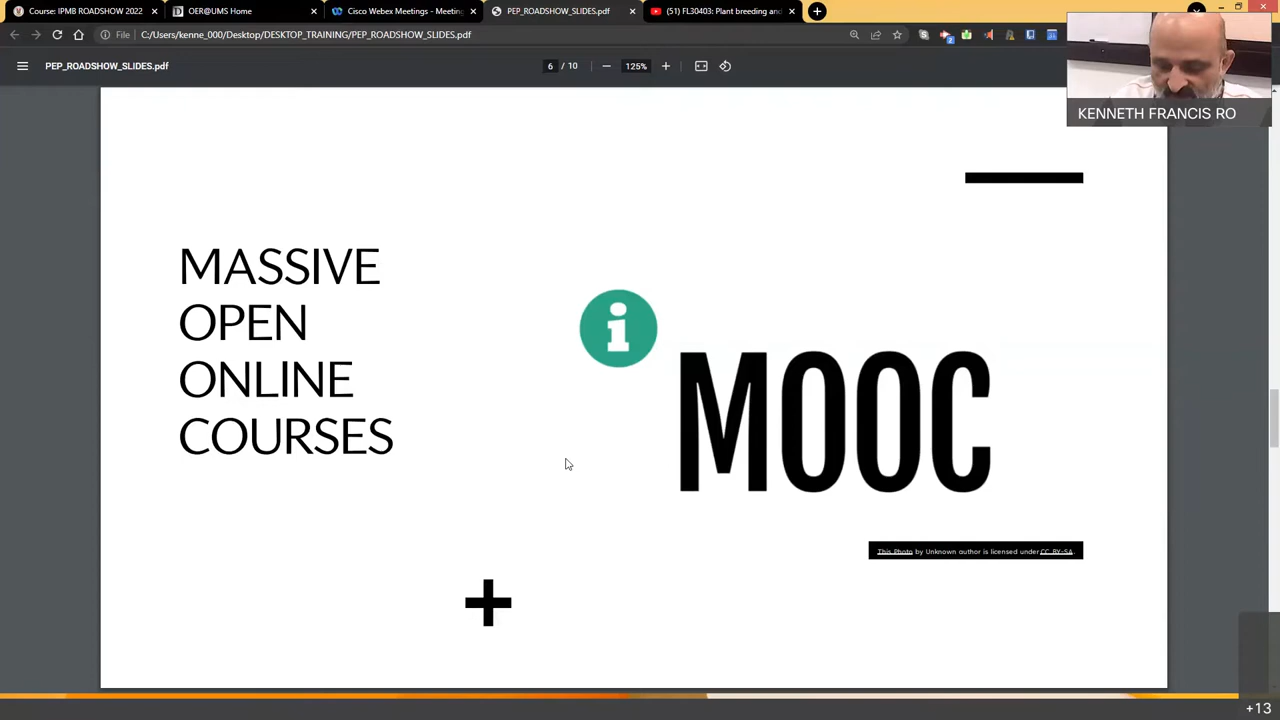 Course: IPMB ROADSHOW 2022
OER@UMS Home
Cisco Webex Meetings - Meetin
PEP_ROADSHOW_SLIDES.pdf
(51) FL30403: Plant breeding and
File
C:/Users/kenne_000/Desktop/DESKTOP_TRAINING/PEP_ROADSHOW_SLIDES.pdf
PEP_ROADSHOW_SLIDES.pdf
6 / 10
125%
KENNETH FRANCIS RO
MASSIVE
OPEN
ONLINE
COURSES
i
MOOC
This Photo by Unknown author is licensed under CC BY-SA.
+13